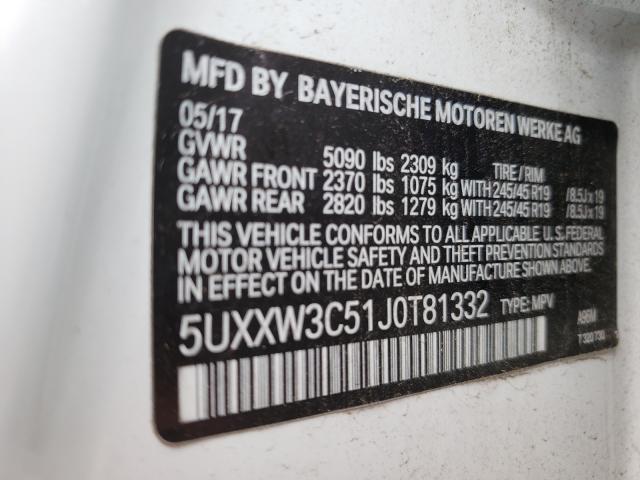 MFD BY BAYERISCHE MOTOREN WERKE AG
05/17
GVWR 5090 lbs 2309 kg TIRE / RIM
GAWR FRONT 2370 lbs 1075 kg WITH 245/45 R19 / 8.5J x 19
GAWR REAR 2820 lbs 1279 kg WITH 245/45 R19 / 8.5J x 19
THIS VEHICLE CONFORMS TO ALL APPLICABLE U.S. FEDERAL
MOTOR VEHICLE SAFETY AND THEFT PREVENTION STANDARDS
IN EFFECT ON THE DATE OF MANUFACTURE SHOWN ABOVE.
5UXXW3C51J0T81332 TYPE: MPV A96M
T 320 730